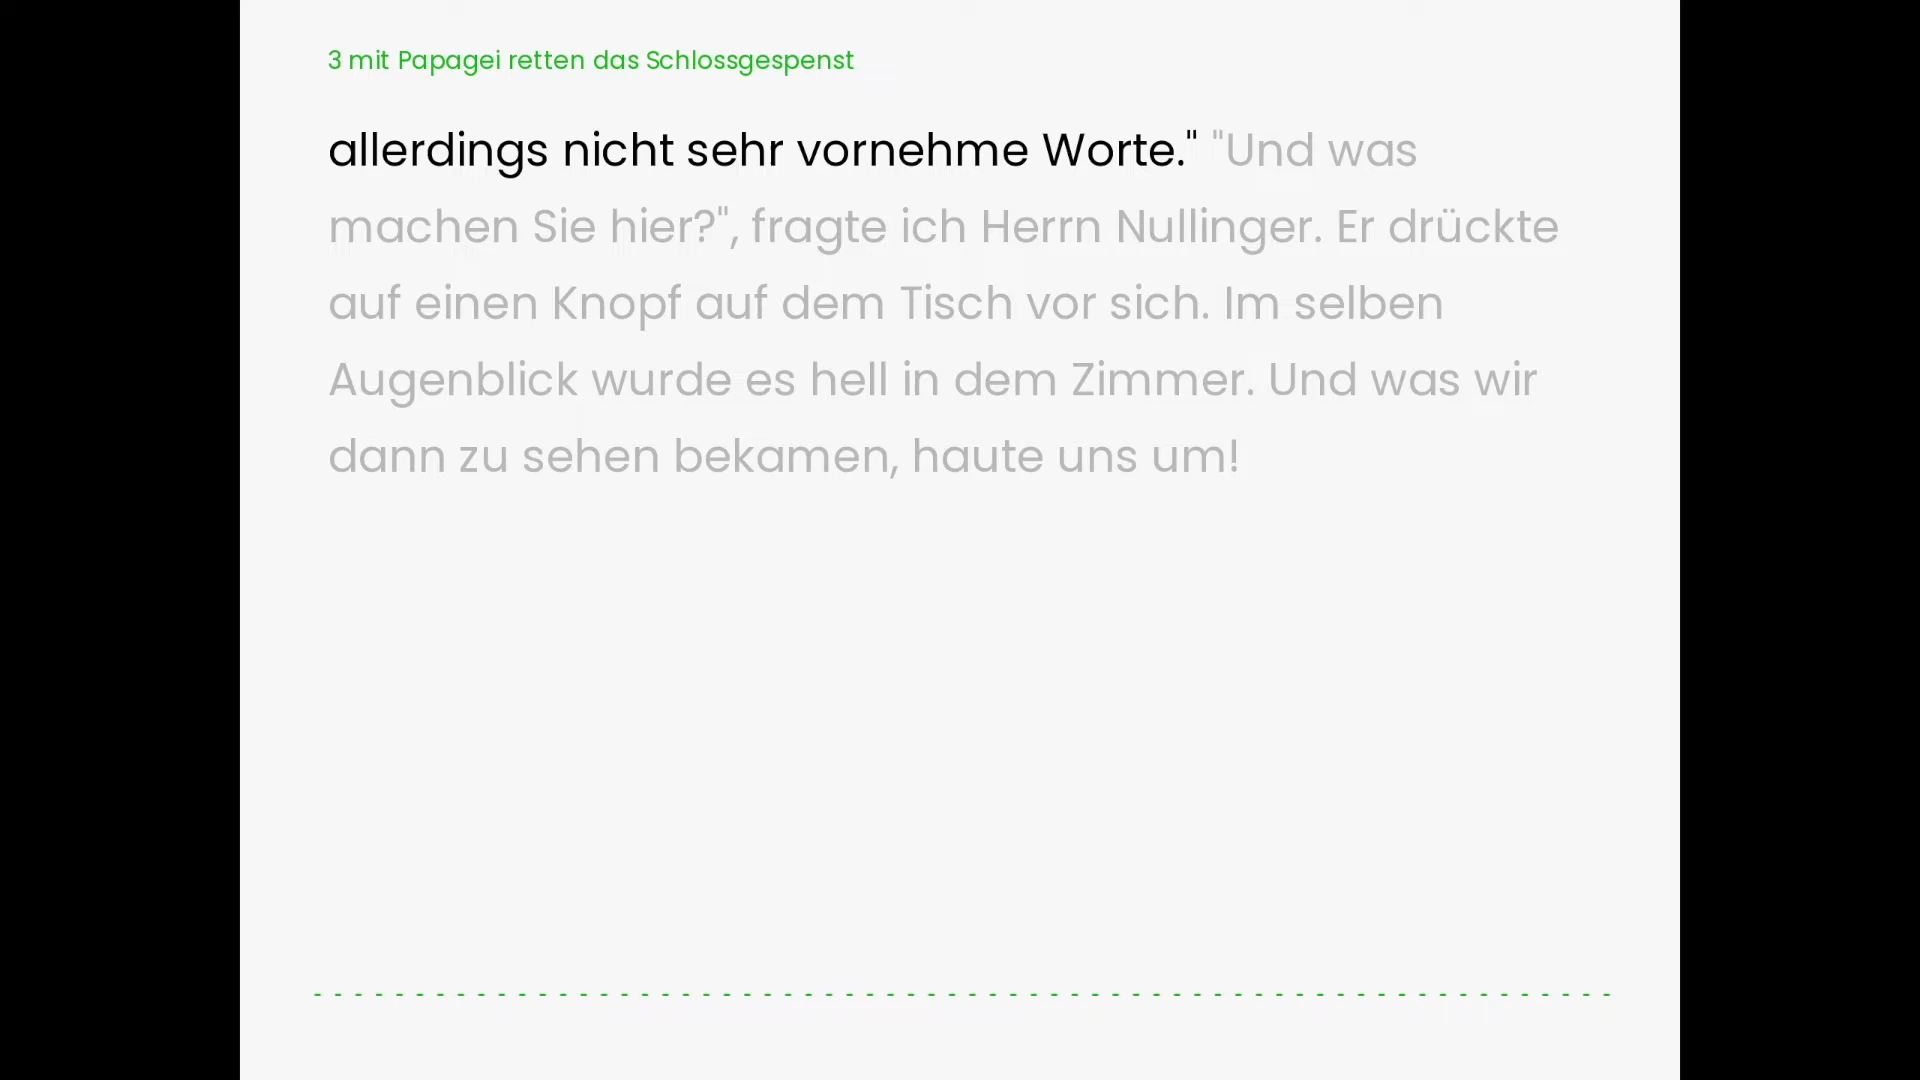 3 mit Papagei retten das Schlossgespenst
allerdings nicht sehr vornehme Worte." "Und was
machen Sie hier?", fragte ich Herrn Nullinger. Er drückte
auf einen Knopf auf dem Tisch vor sich. Im selben
Augenblick wurde es hell in dem Zimmer. Und was wir
dann zu sehen bekamen, haute uns um!